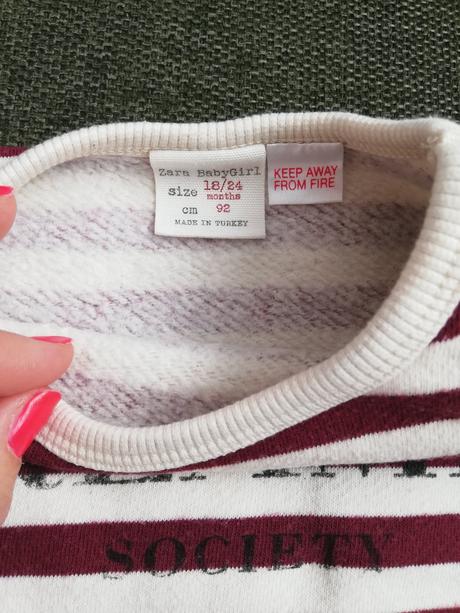 Zara BabyGirl
size 18/24
months
cm 92
MADE IN TURKEY
KEEP AWAY
FROM FIRE
SOCIETY